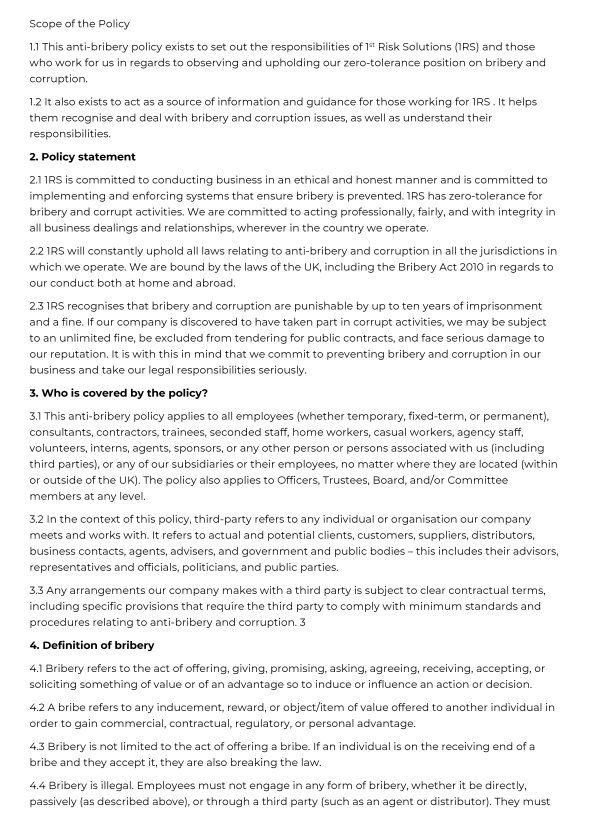 Scope of the Policy
1.1 This anti-bribery policy exists to set out the responsibilities of 1st Risk Solutions (1RS) and those
who work for us in regards to observing and upholding our zero-tolerance position on bribery and
corruption.
1.2 It also exists to act as a source of information and guidance for those working for 1RS . It helps
them recognise and deal with bribery and corruption issues, as well as understand their
responsibilities.
2. Policy statement
2.1 1RS is committed to conducting business in an ethical and honest manner and is committed to
implementing and enforcing systems that ensure bribery is prevented. 1RS has zero-tolerance for
bribery and corrupt activities. We are committed to acting professionally, fairly, and with integrity in
all business dealings and relationships, wherever in the country we operate.
2.2 1RS will constantly uphold all laws relating to anti-bribery and corruption in all the jurisdictions in
which we operate. We are bound by the laws of the UK, including the Bribery Act 2010 in regards to
our conduct both at home and abroad.
2.3 1RS recognises that bribery and corruption are punishable by up to ten years of imprisonment
and a fine. If our company is discovered to have taken part in corrupt activities, we may be subject
to an unlimited fine, be excluded from tendering for public contracts, and face serious damage to
our reputation. It is with this in mind that we commit to preventing bribery and corruption in our
business and take our legal responsibilities seriously.
3. Who is covered by the policy?
3.1 This anti-bribery policy applies to all employees (whether temporary, fixed-term, or permanent),
consultants, contractors, trainees, seconded staff, home workers, casual workers, agency staff,
volunteers, interns, agents, sponsors, or any other person or persons associated with us (including
third parties), or any of our subsidiaries or their employees, no matter where they are located (within
or outside of the UK). The policy also applies to Officers, Trustees, Board, and/or Committee
members at any level.
3.2 In the context of this policy, third-party refers to any individual or organisation our company
meets and works with. It refers to actual and potential clients, customers, suppliers, distributors,
business contacts, agents, advisers, and government and public bodies – this includes their advisors,
representatives and officials, politicians, and public parties.
3.3 Any arrangements our company makes with a third party is subject to clear contractual terms,
including specific provisions that require the third party to comply with minimum standards and
procedures relating to anti-bribery and corruption. 3
4. Definition of bribery
4.1 Bribery refers to the act of offering, giving, promising, asking, agreeing, receiving, accepting, or
soliciting something of value or of an advantage so to induce or influence an action or decision.
4.2 A bribe refers to any inducement, reward, or object/item of value offered to another individual in
order to gain commercial, contractual, regulatory, or personal advantage.
4.3 Bribery is not limited to the act of offering a bribe. If an individual is on the receiving end of a
bribe and they accept it, they are also breaking the law.
4.4 Bribery is illegal. Employees must not engage in any form of bribery, whether it be directly,
passively (as described above), or through a third party (such as an agent or distributor). They must